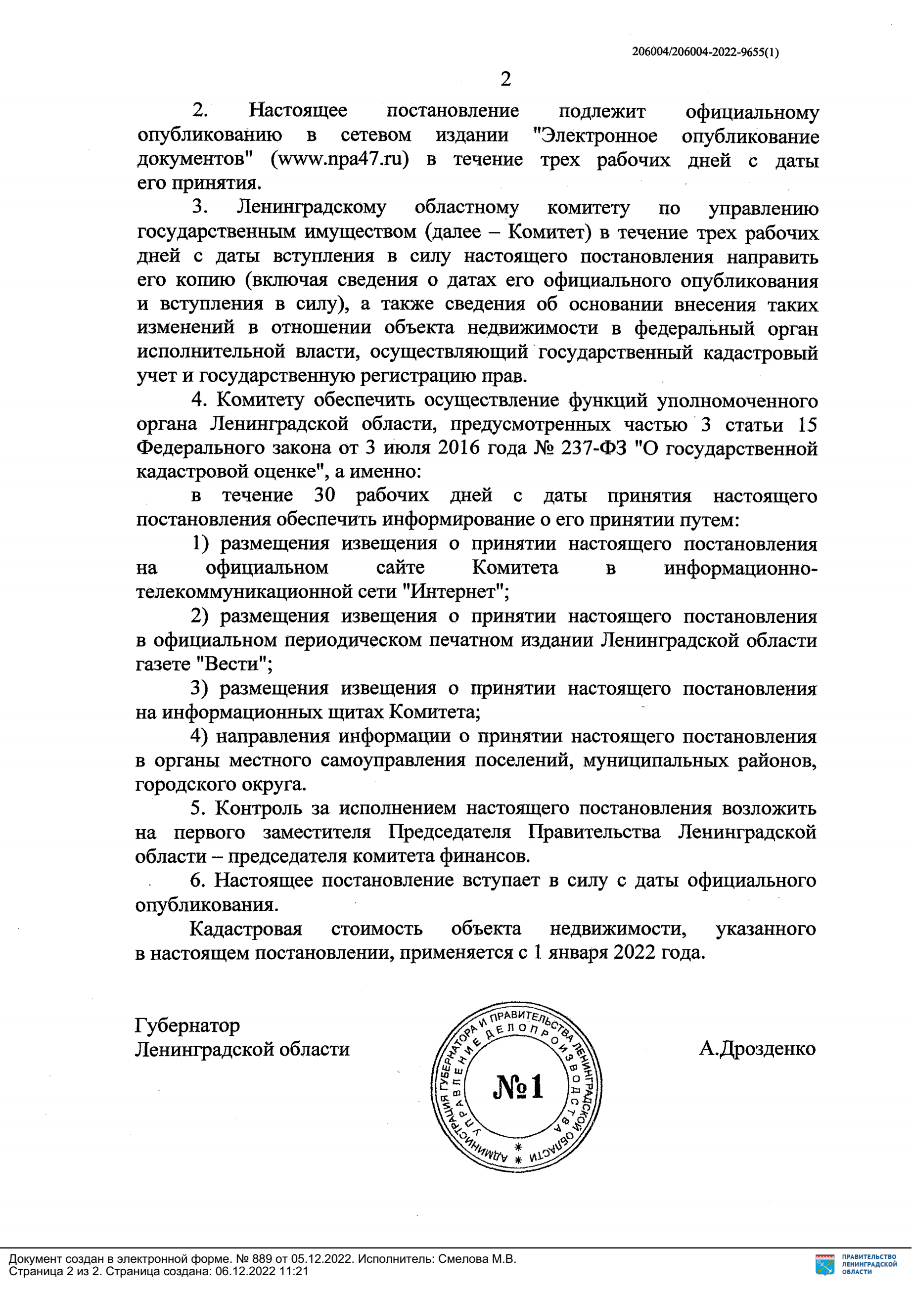 206004/206004-2022-9655(1)
2
2. Настоящее постановление подлежит официальному
опубликованию в сетевом издании "Электронное опубликование
документов" (www.npa47.ru) в течение трех рабочих дней с даты
его принятия.
3. Ленинградскому областному комитету по управлению
государственным имуществом (далее – Комитет) в течение трех рабочих
дней с даты вступления в силу настоящего постановления направить
его копию (включая сведения о датах его официального опубликования
и вступления в силу), а также сведения об основании внесения таких
изменений в отношении объекта недвижимости в федеральный орган
исполнительной власти, осуществляющий государственный кадастровый
учет и государственную регистрацию прав.
4. Комитету обеспечить осуществление функций уполномоченного
органа Ленинградской области, предусмотренных частью 3 статьи 15
Федерального закона от 3 июля 2016 года № 237-ФЗ "О государственной
кадастровой оценке", а именно:
в течение 30 рабочих дней с даты принятия настоящего
постановления обеспечить информирование о его принятии путем:
1) размещения извещения о принятии настоящего постановления
на официальном сайте Комитета в информационно-
телекоммуникационной сети "Интернет";
2) размещения извещения о принятии настоящего постановления
в официальном периодическом печатном издании Ленинградской области
газете "Вести";
3) размещения извещения о принятии настоящего постановления
на информационных щитах Комитета;
4) направления информации о принятии настоящего постановления
в органы местного самоуправления поселений, муниципальных районов,
городского округа.
5. Контроль за исполнением настоящего постановления возложить
на первого заместителя Председателя Правительства Ленинградской
области – председателя комитета финансов.
6. Настоящее постановление вступает в силу с даты официального
опубликования.
Кадастровая стоимость объекта недвижимости, указанного
в настоящем постановлении, применяется с 1 января 2022 года.
Губернатор
Ленинградской области
А.Дрозденко
АДМИНИСТРАЦИЯ ГУБЕРНАТОРА И ПРАВИТЕЛЬСТВА ЛЕНИНГРАДСКОЙ ОБЛАСТИ
УПРАВЛЕНИЕ ДЕЛОПРОИЗВОДСТВА
№1
Документ создан в электронной форме. № 889 от 05.12.2022. Исполнитель: Смелова М.В.
Страница 2 из 2. Страница создана: 06.12.2022 11:21
ПРАВИТЕЛЬСТВО
ЛЕНИНГРАДСКОЙ
ОБЛАСТИ